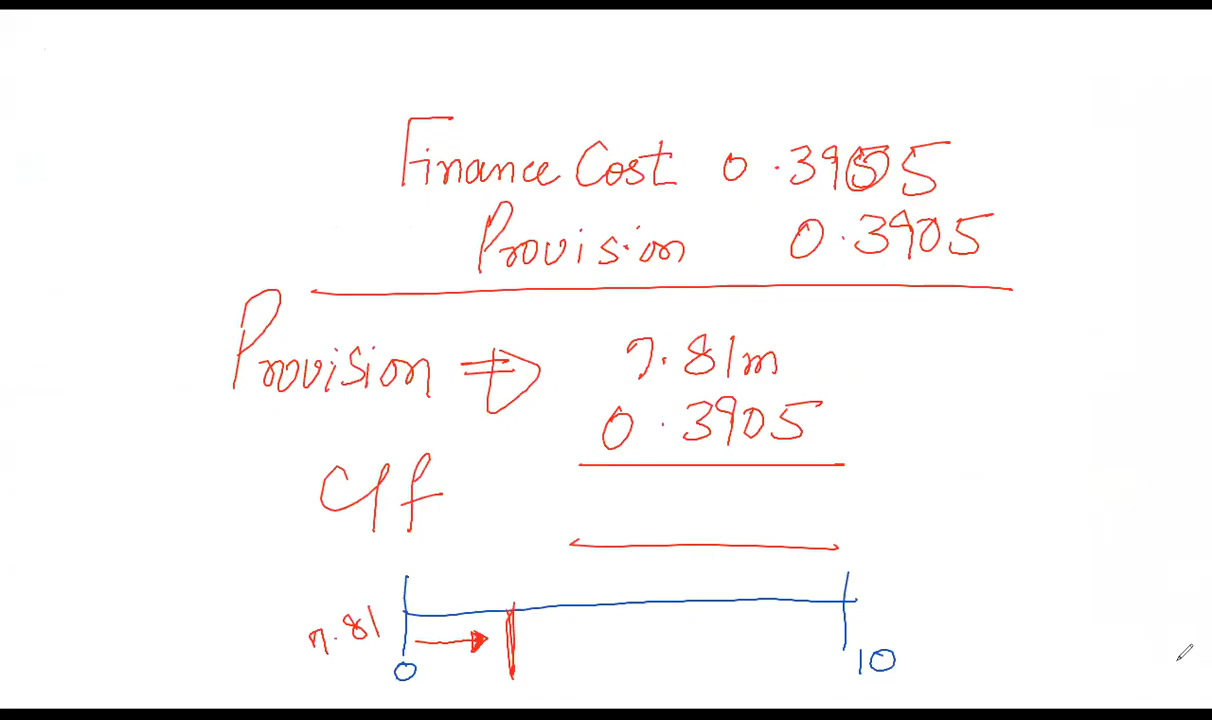 Finance Cost 0.3905
Provision 0.3905
Provision ⇒ 7.81m
0.3905
C/f
7.81
0 10